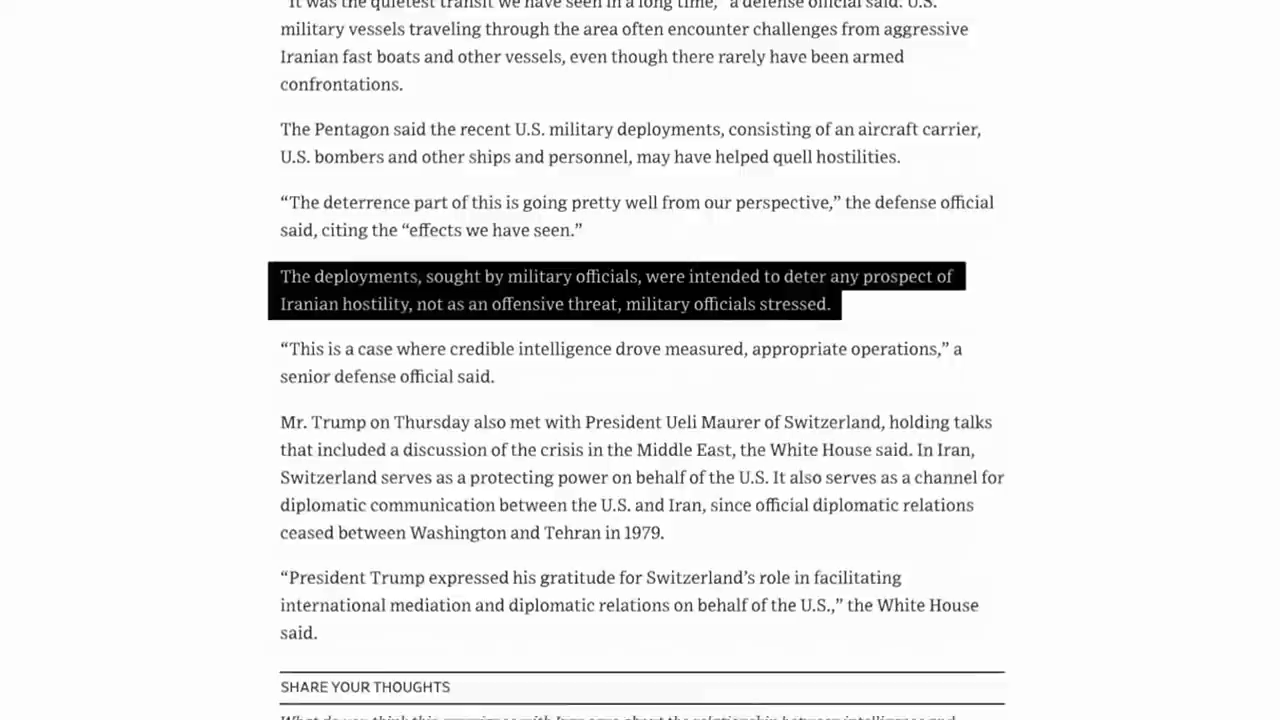 "It was the quietest transit we have seen in a long time," a defense official said. U.S.
military vessels traveling through the area often encounter challenges from aggressive
Iranian fast boats and other vessels, even though there rarely have been armed
confrontations.
The Pentagon said the recent U.S. military deployments, consisting of an aircraft carrier,
U.S. bombers and other ships and personnel, may have helped quell hostilities.
“The deterrence part of this is going pretty well from our perspective,” the defense official
said, citing the “effects we have seen.”
The deployments, sought by military officials, were intended to deter any prospect of
Iranian hostility, not as an offensive threat, military officials stressed.
“This is a case where credible intelligence drove measured, appropriate operations,” a
senior defense official said.
Mr. Trump on Thursday also met with President Ueli Maurer of Switzerland, holding talks
that included a discussion of the crisis in the Middle East, the White House said. In Iran,
Switzerland serves as a protecting power on behalf of the U.S. It also serves as a channel for
diplomatic communication between the U.S. and Iran, since official diplomatic relations
ceased between Washington and Tehran in 1979.
“President Trump expressed his gratitude for Switzerland’s role in facilitating
international mediation and diplomatic relations on behalf of the U.S.,” the White House
said.
SHARE YOUR THOUGHTS
What do you think this